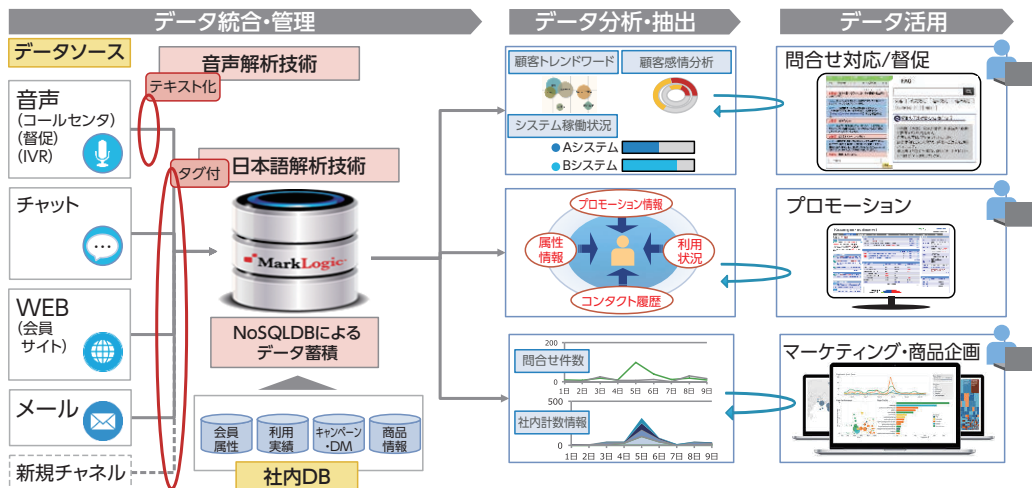 データ統合・管理
データ分析・抽出
データ活用
データソース
音声解析技術
テキスト化
音声
(コールセンタ)
(督促)
(IVR)
タグ付
日本語解析技術
チャット
MarkLogic
WEB
(会員
サイト)
NoSQLDBによる
データ蓄積
メール
新規チャネル
会員
属性
利用
実績
キャンペーン
・DM
商品
情報
社内DB
顧客トレンドワード
顧客感情分析
システム稼働状況
Aシステム
Bシステム
プロモーション情報
属性
情報
利用
状況
コンタクト履歴
200
問合せ件数
0
1日 2日 3日 4日 5日 6日 7日 8日 9日
500
社内計数情報
0
1日 2日 3日 4日 5日 6日 7日 8日 9日
問合せ対応/督促
FAQ
プロモーション
マーケティング・商品企画